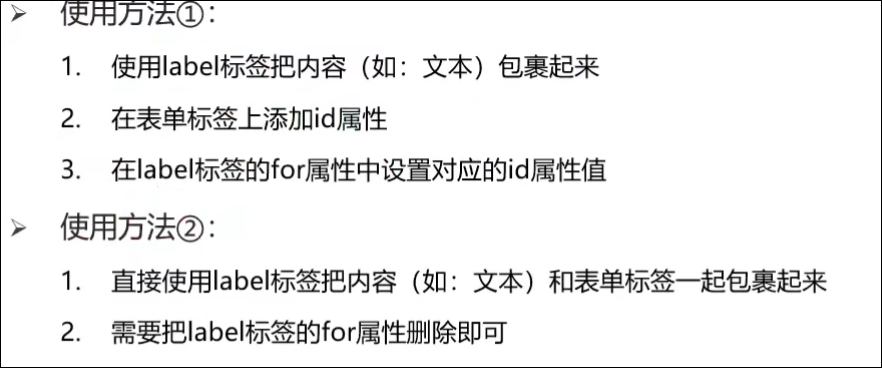 ➢ 使用方法①：
1. 使用label标签把内容（如：文本）包裹起来
2. 在表单标签上添加id属性
3. 在label标签的for属性中设置对应的id属性值
➢ 使用方法②：
1. 直接使用label标签把内容（如：文本）和表单标签一起包裹起来
2. 需要把label标签的for属性删除即可